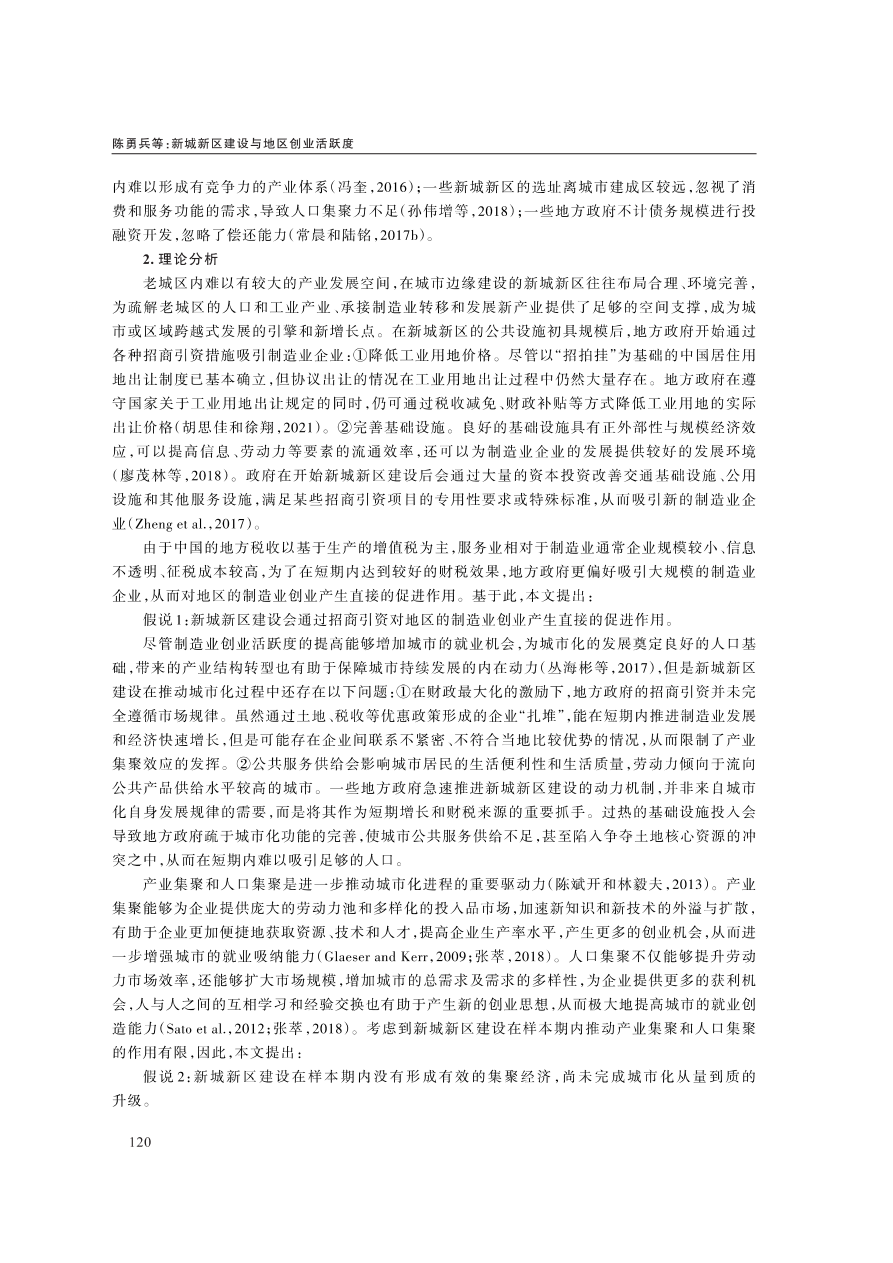 陈勇兵等:新城新区建设与地区创业活跃度
内难以形成有竞争力的产业体系(冯奎,2016);一些新城新区的选址离城市建成区较远,忽视了消
费和服务功能的需求,导致人口集聚力不足(孙伟增等,2018);一些地方政府不计债务规模进行投
融资开发,忽略了偿还能力(常晨和陆铭,2017b)。
2. 理论分析
老城区内难以有较大的产业发展空间,在城市边缘建设的新城新区往往布局合理、环境完善,
为疏解老城区的人口和工业产业、承接制造业转移和发展新产业提供了足够的空间支撑,成为城
市或区域跨越式发展的引擎和新增长点。在新城新区的公共设施初具规模后,地方政府开始通过
各种招商引资措施吸引制造业企业:①降低工业用地价格。尽管以“招拍挂”为基础的中国居住用
地出让制度已基本确立,但协议出让的情况在工业用地出让过程中仍然大量存在。地方政府在遵
守国家关于工业用地出让规定的同时,仍可通过税收减免、财政补贴等方式降低工业用地的实际
出让价格(胡思佳和徐翔,2021)。②完善基础设施。良好的基础设施具有正外部性与规模经济效
应,可以提高信息、劳动力等要素的流通效率,还可以为制造业企业的发展提供较好的发展环境
(廖茂林等,2018)。政府在开始新城新区建设后会通过大量的资本投资改善交通基础设施、公用
设施和其他服务设施,满足某些招商引资项目的专用性要求或特殊标准,从而吸引新的制造业企
业(Zheng et al.,2017)。
由于中国的地方税收以基于生产的增值税为主,服务业相对于制造业通常企业规模较小、信息
不透明、征税成本较高,为了在短期内达到较好的财税效果,地方政府更偏好吸引大规模的制造业
企业,从而对地区的制造业创业产生直接的促进作用。基于此,本文提出:
假说1:新城新区建设会通过招商引资对地区的制造业创业产生直接的促进作用。
尽管制造业创业活跃度的提高能够增加城市的就业机会,为城市化的发展奠定良好的人口基
础,带来的产业结构转型也有助于保障城市持续发展的内在动力(丛海彬等,2017),但是新城新区
建设在推动城市化过程中还存在以下问题:①在财政最大化的激励下,地方政府的招商引资并未完
全遵循市场规律。虽然通过土地、税收等优惠政策形成的企业“扎堆”,能在短期内推进制造业发展
和经济快速增长,但是可能存在企业间联系不紧密、不符合当地比较优势的情况,从而限制了产业
集聚效应的发挥。②公共服务供给会影响城市居民的生活便利性和生活质量,劳动力倾向于流向
公共产品供给水平较高的城市。一些地方政府急速推进新城新区建设的动力机制,并非来自城市
化自身发展规律的需要,而是将其作为短期增长和财税来源的重要抓手。过热的基础设施投入会
导致地方政府疏于城市化功能的完善,使城市公共服务供给不足,甚至陷入争夺土地核心资源的冲
突之中,从而在短期内难以吸引足够的人口。
产业集聚和人口集聚是进一步推动城市化进程的重要驱动力(陈斌开和林毅夫,2013)。产业
集聚能够为企业提供庞大的劳动力池和多样化的投入品市场,加速新知识和新技术的外溢与扩散,
有助于企业更加便捷地获取资源、技术和人才,提高企业生产率水平,产生更多的创业机会,从而进
一步增强城市的就业吸纳能力(Glaeser and Kerr,2009;张萃,2018)。人口集聚不仅能够提升劳动
力市场效率,还能够扩大市场规模,增加城市的总需求及需求的多样性,为企业提供更多的获利机
会,人与人之间的互相学习和经验交换也有助于产生新的创业思想,从而极大地提高城市的就业创
造能力(Sato et al.,2012;张萃,2018)。考虑到新城新区建设在样本期内推动产业集聚和人口集聚
的作用有限,因此,本文提出:
假说2:新城新区建设在样本期内没有形成有效的集聚经济,尚未完成城市化从量到质的
升级。
120